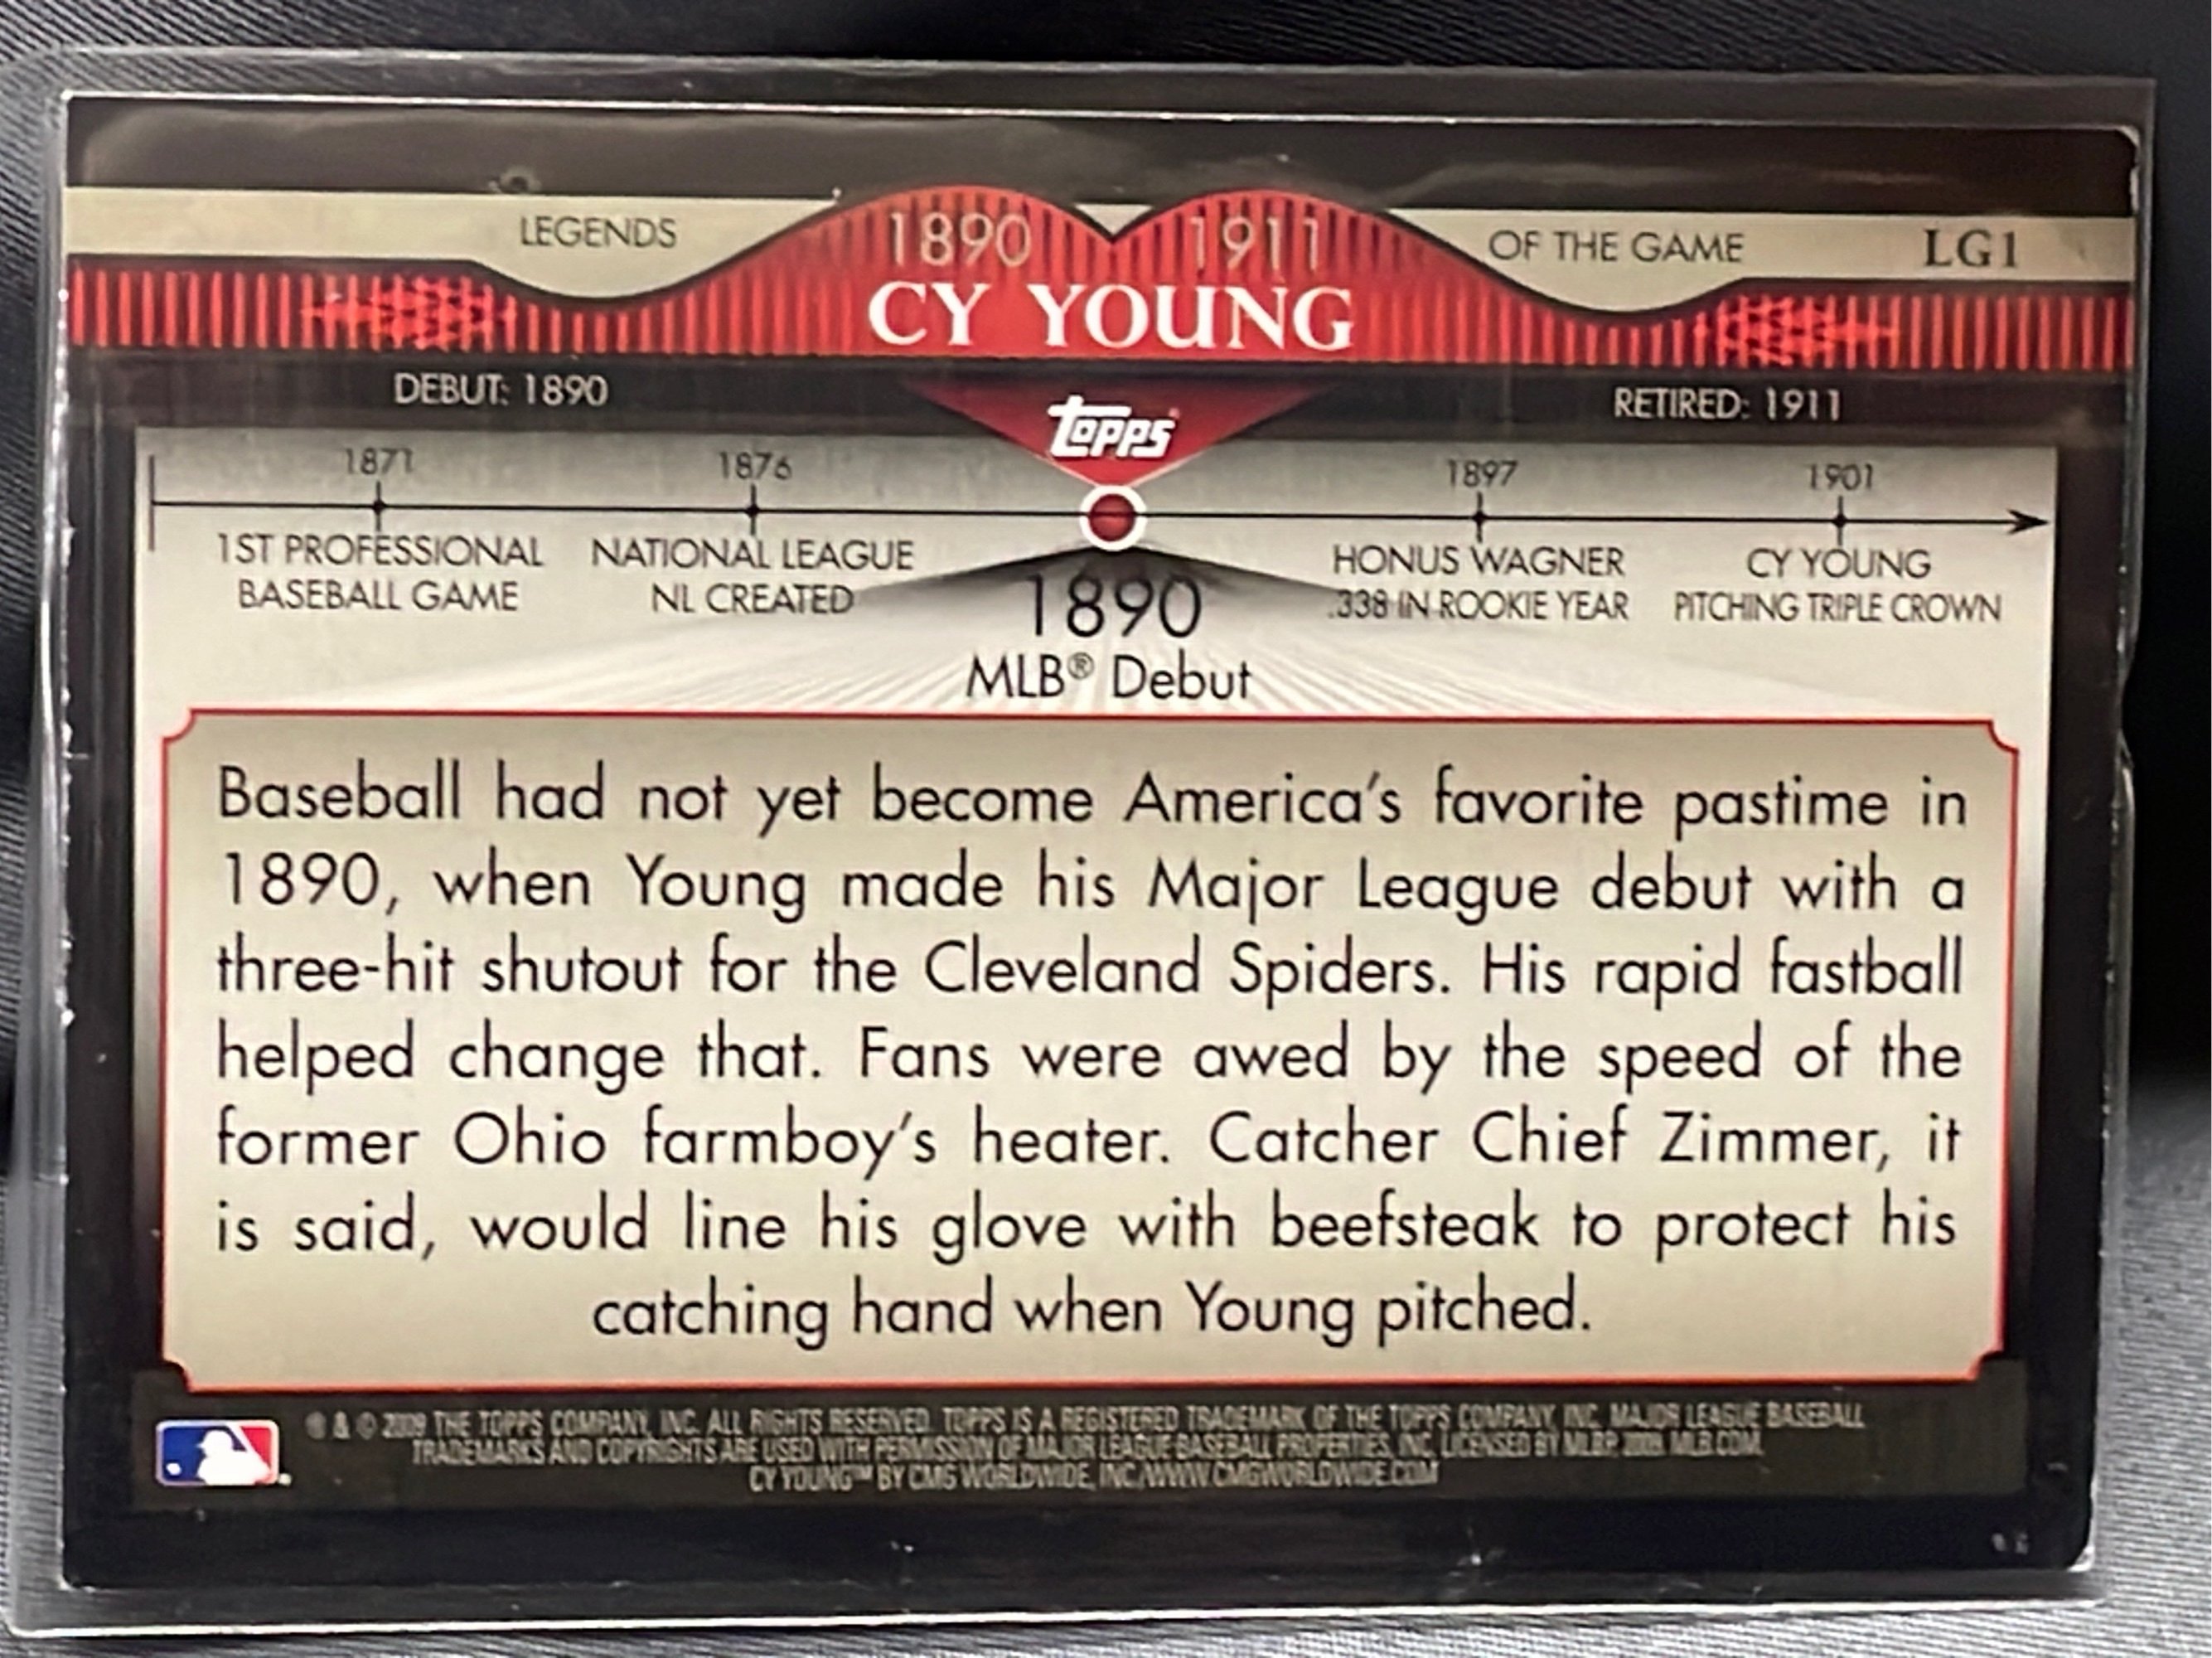 LEGENDS 1890 1911 OF THE GAME LG1
CY YOUNG
DEBUT: 1890 RETIRED: 1911
topps
1871 1876 1897 1901
1ST PROFESSIONAL NATIONAL LEAGUE HONUS WAGNER CY YOUNG
BASEBALL GAME NL CREATED .338 IN ROOKIE YEAR PITCHING TRIPLE CROWN
1890
MLB® Debut
Baseball had not yet become America's favorite pastime in
1890, when Young made his Major League debut with a
three-hit shutout for the Cleveland Spiders. His rapid fastball
helped change that. Fans were awed by the speed of the
former Ohio farmboy's heater. Catcher Chief Zimmer, it
is said, would line his glove with beefsteak to protect his
catching hand when Young pitched.
® & © 2009 THE TOPPS COMPANY, INC. ALL RIGHTS RESERVED. TOPPS IS A REGISTERED TRADEMARK OF THE TOPPS COMPANY, INC. MAJOR LEAGUE BASEBALL
TRADEMARKS AND COPYRIGHTS ARE USED WITH PERMISSION OF MAJOR LEAGUE BASEBALL PROPERTIES, INC. LICENSED BY MLBP, 2009. MLB.COM.
CY YOUNG™ BY CMG WORLDWIDE, INC./WWW.CMGWORLDWIDE.COM